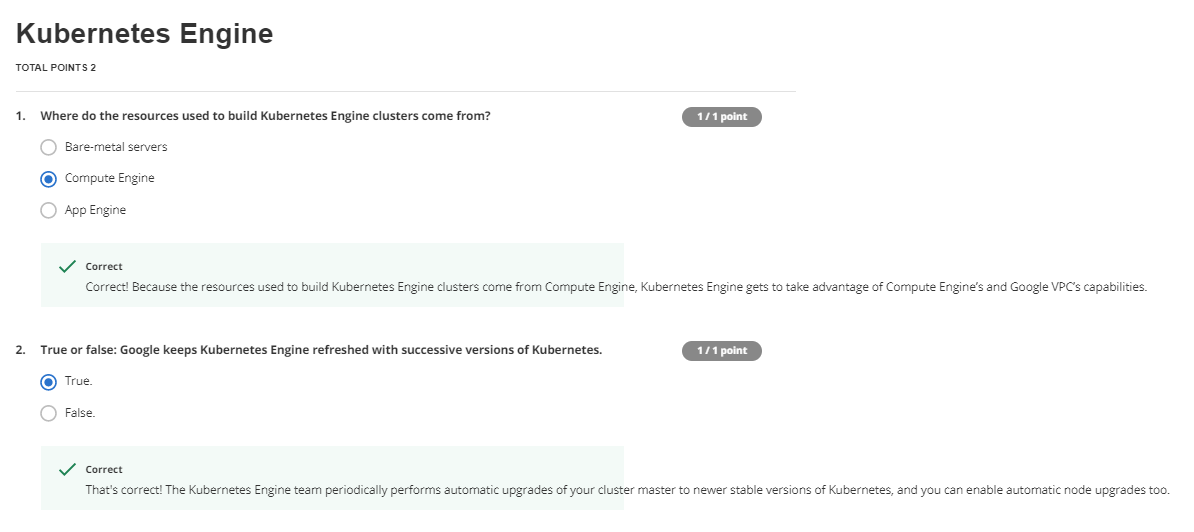 Kubernetes Engine
TOTAL POINTS 2
1. Where do the resources used to build Kubernetes Engine clusters come from?
1 / 1 point
Bare-metal servers
Compute Engine
App Engine
Correct
Correct! Because the resources used to build Kubernetes Engine clusters come from Compute Engine, Kubernetes Engine gets to take advantage of Compute Engine’s and Google VPC’s capabilities.
2. True or false: Google keeps Kubernetes Engine refreshed with successive versions of Kubernetes.
1 / 1 point
True.
False.
Correct
That's correct! The Kubernetes Engine team periodically performs automatic upgrades of your cluster master to newer stable versions of Kubernetes, and you can enable automatic node upgrades too.